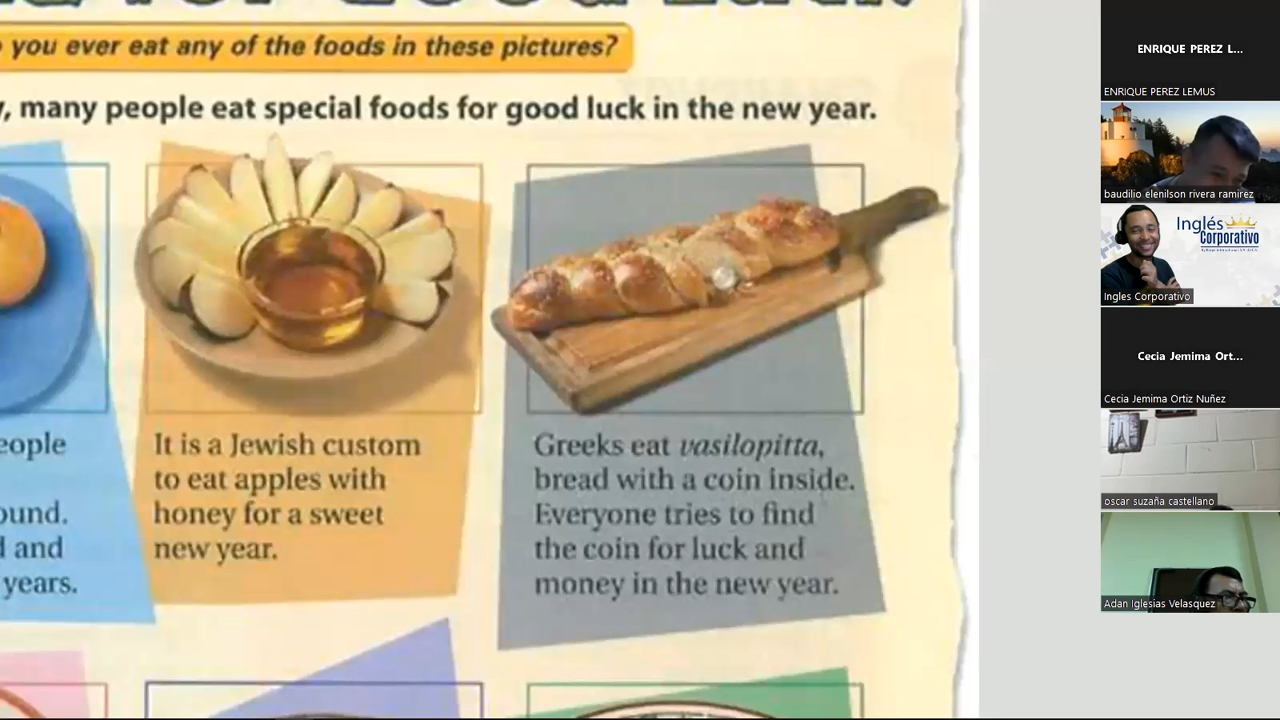 you ever eat any of the foods in these pictures?
many people eat special foods for good luck in the new year.
eople
ound.
and
years.
It is a Jewish custom
to eat apples with
honey for a sweet
new year.
Greeks eat vasilopitta,
bread with a coin inside.
Everyone tries to find
the coin for luck and
money in the new year.
ENRIQUE PEREZ L...
ENRIQUE PEREZ LEMUS
baudilio elenilson rivera ramirez
Inglés
Corporativo
Ingles Corporativo
Cecia Jemima Ort...
Cecia Jemima Ortiz Nuñez
oscar suzaña castellano
Adan Iglesias Velasquez